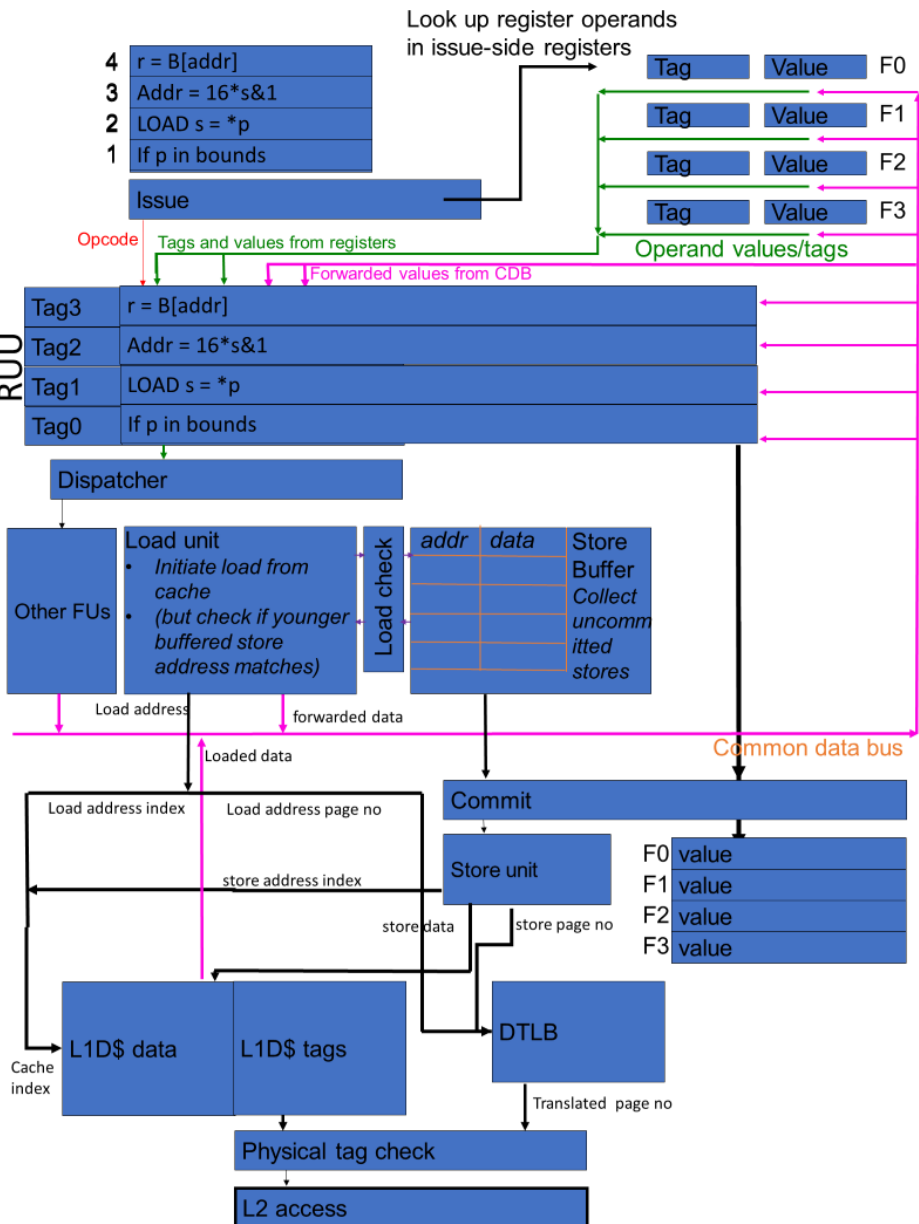 Look up register operands
in issue-side registers
4 r = B[addr]
3 Addr = 16*s&1
2 LOAD s = *p
1 If p in bounds
Issue
Tag Value F0
Tag Value F1
Tag Value F2
Tag Value F3
Opcode
Tags and values from registers
Operand values/tags
Forwarded values from CDB
RUU
Tag3 r = B[addr]
Tag2 Addr = 16*s&1
Tag1 LOAD s = *p
Tag0 If p in bounds
Dispatcher
Other FUs
Load unit
• Initiate load from
cache
• (but check if younger
buffered store
address matches)
Load check
addr data
Store
Buffer
Collect
uncomm
itted
stores
Load address
forwarded data
Common data bus
Loaded data
Load address index
Load address page no
Commit
Store unit
store address index
store data
store page no
F0 value
F1 value
F2 value
F3 value
L1D$ data
L1D$ tags
DTLB
Cache
index
Translated page no
Physical tag check
L2 access